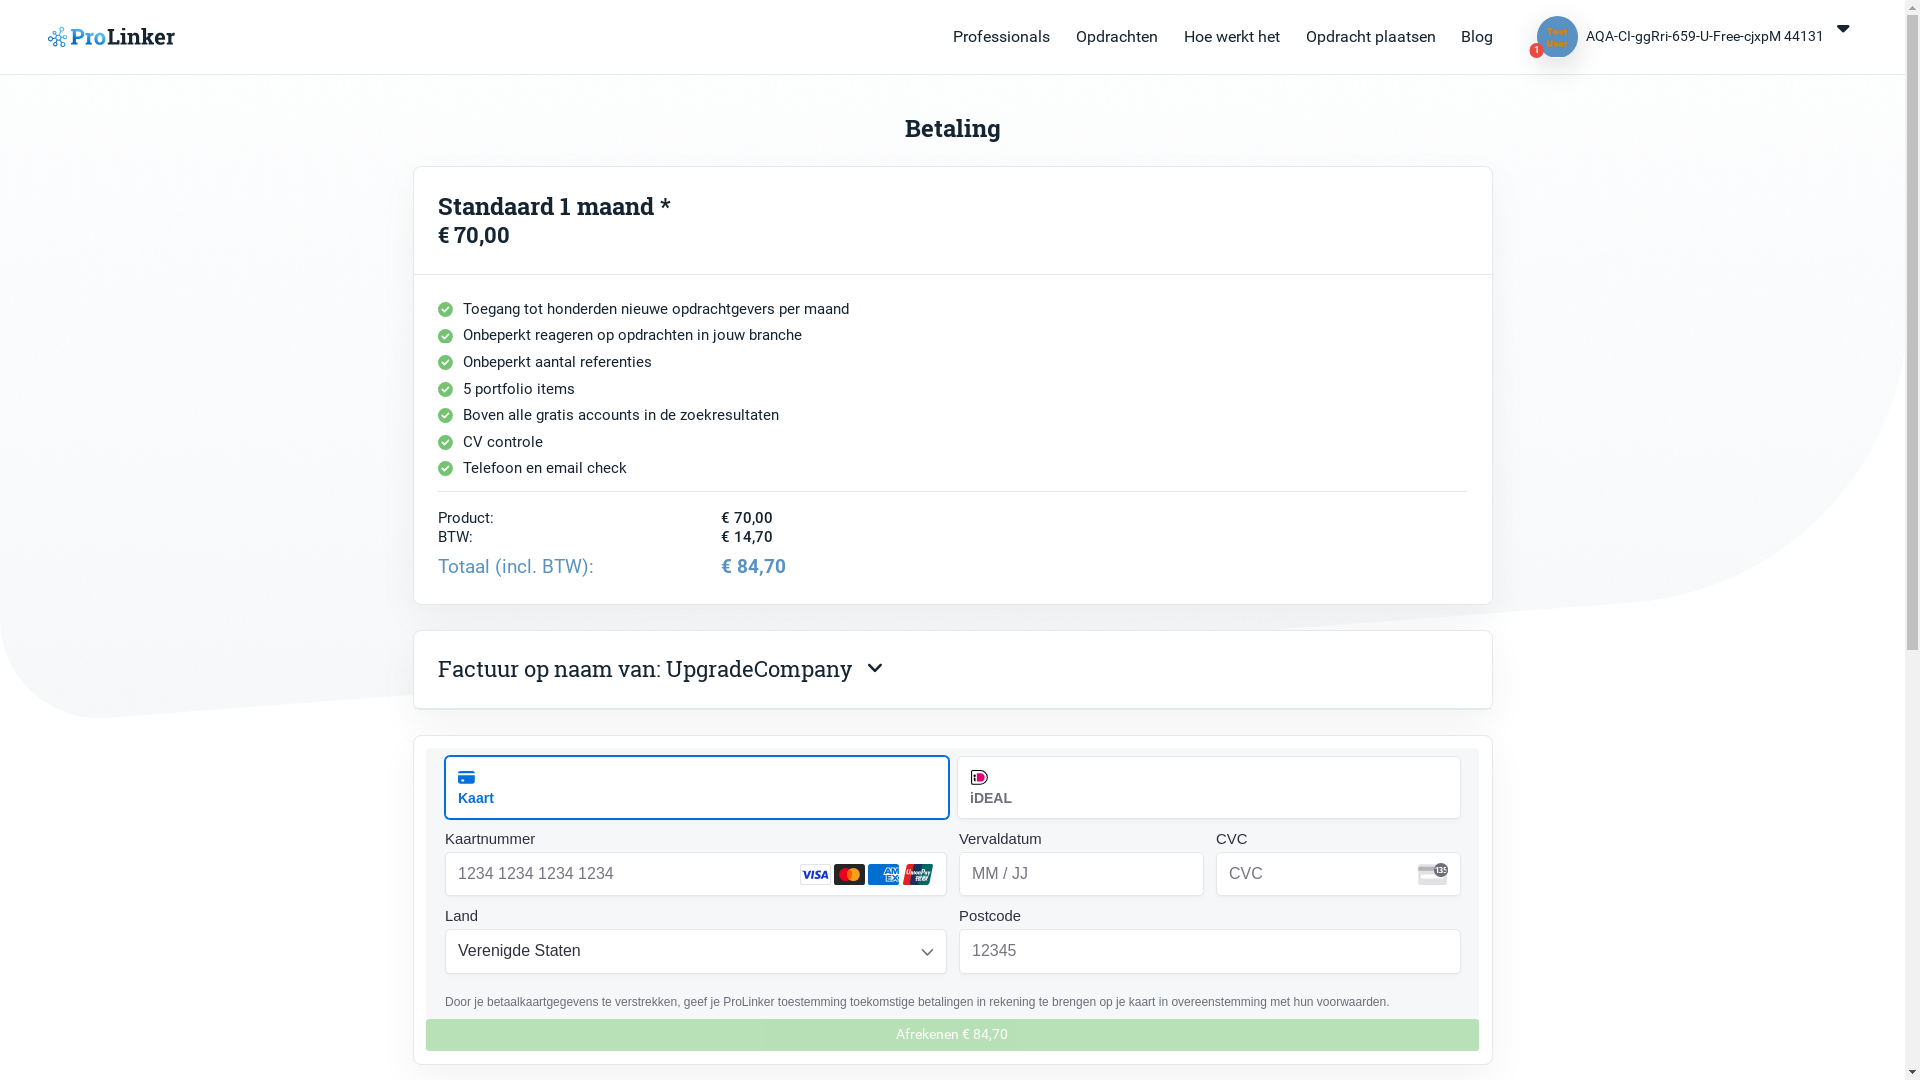 ProLinker
Professionals Opdrachten Hoe werkt het Opdracht plaatsen Blog
1 Test User AQA-CI-ggRri-659-U-Free-cjxpM 44131
Betaling
Standaard 1 maand *
€ 70,00
Toegang tot honderden nieuwe opdrachtgevers per maand
Onbeperkt reageren op opdrachten in jouw branche
Onbeperkt aantal referenties
5 portfolio items
Boven alle gratis accounts in de zoekresultaten
CV controle
Telefoon en email check
Product: € 70,00
BTW: € 14,70
Totaal (incl. BTW): € 84,70
Factuur op naam van: UpgradeCompany
Kaart
iDEAL
Kaartnummer Vervaldatum CVC
1234 1234 1234 1234 VISA AMEX UnionPay MM / JJ CVC 135
Land Postcode
Verenigde Staten 12345
Door je betaalkaartgegevens te verstrekken, geef je ProLinker toestemming toekomstige betalingen in rekening te brengen op je kaart in overeenstemming met hun voorwaarden.
Afrekenen € 84,70